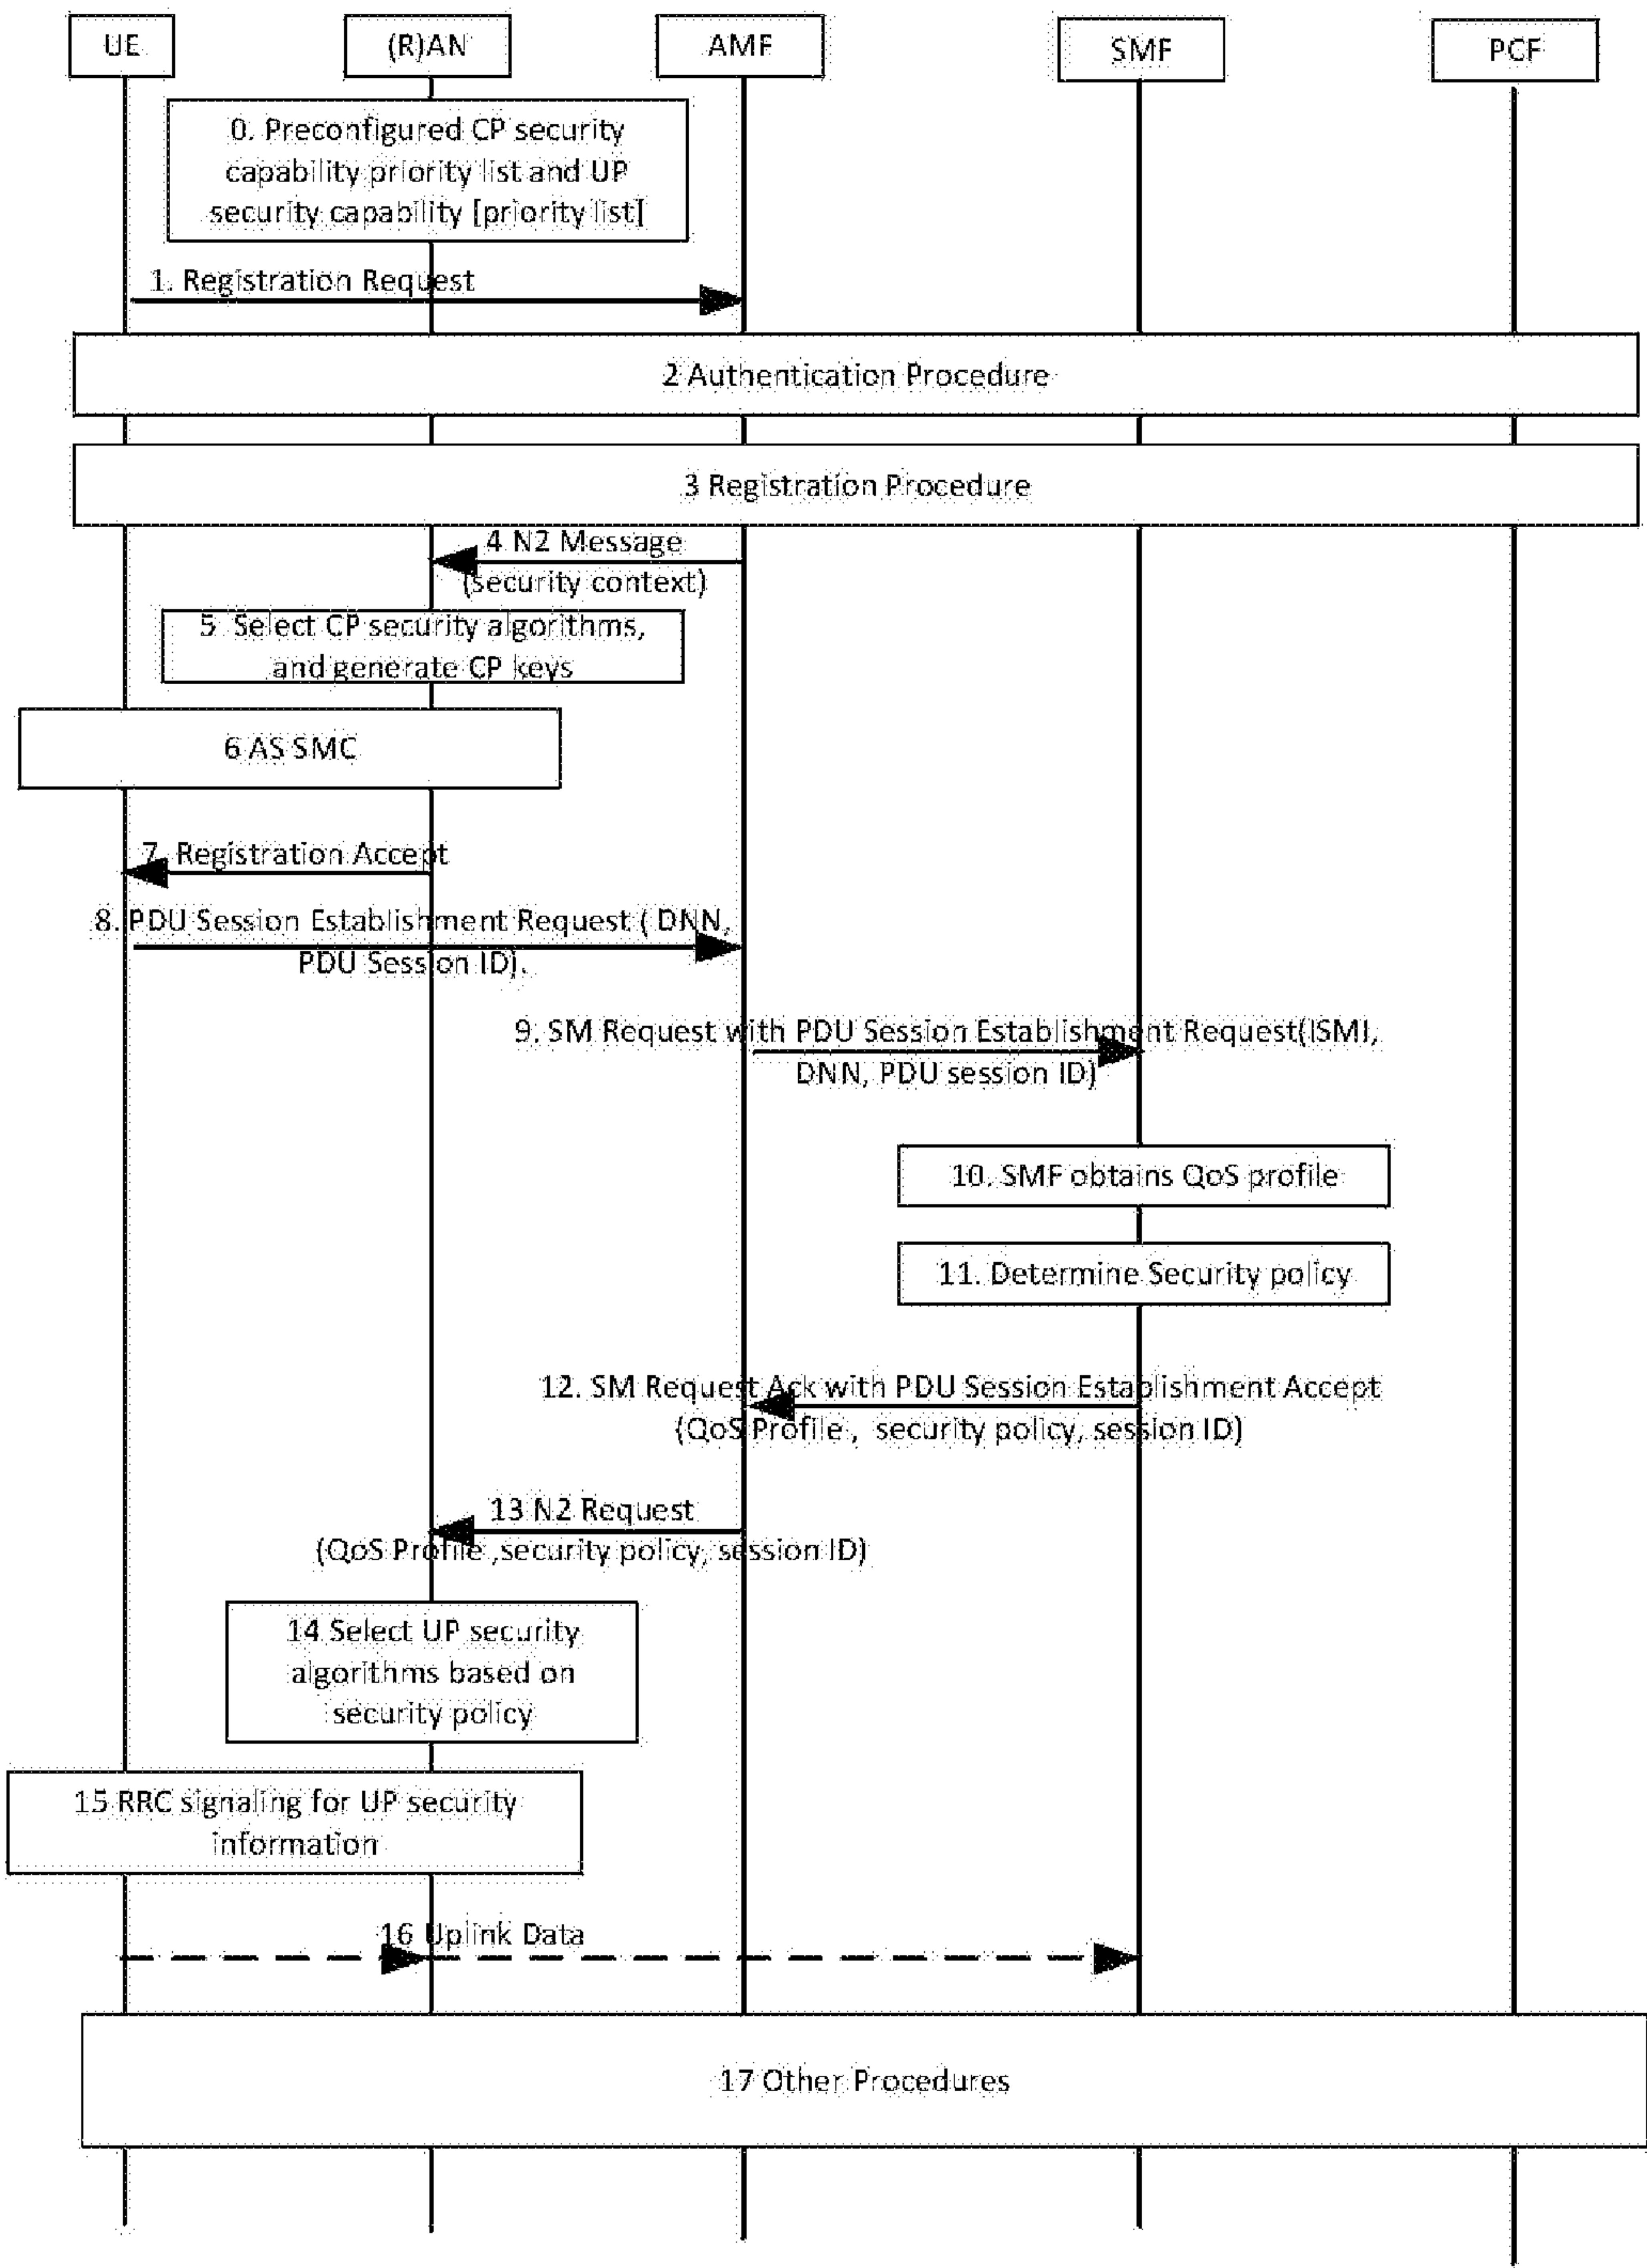 UE
(R)AN
AMF
SMF
PCF
0. Preconfigured CP security
capability priority list and UP
security capability [priority list[
1. Registration Request
2 Authentication Procedure
3 Registration Procedure
4 N2 Message
(security context)
5 Select CP security algorithms,
and generate CP keys
6 AS SMC
7. Registration Accept
8. PDU Session Establishment Request ( DNN,
PDU Session ID).
9. SM Request with PDU Session Establishment Request(ISMI,
DNN, PDU session ID)
10. SMF obtains QoS profile
11. Determine Security policy
12. SM Request Ack with PDU Session Establishment Accept
(QoS Profile , security policy, session ID)
13 N2 Request
(QoS Profile ,security policy, session ID)
14 Select UP security
algorithms based on
security policy
15 RRC signaling for UP security
information
16 Uplink Data
17 Other Procedures